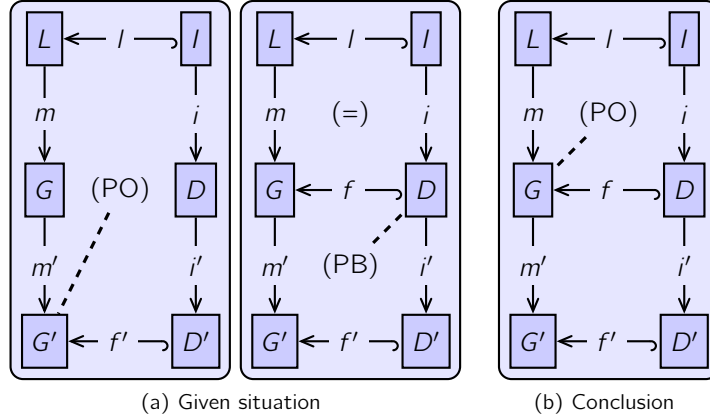 L l I L l I L l I
m i m (=) i m (PO) i
G (PO) D G f D G f D
m′ i′ m′ (PB) i′ m′ i′
G′ f′ D′ G′ f′ D′ G′ f′ D′
(a) Given situation (b) Conclusion